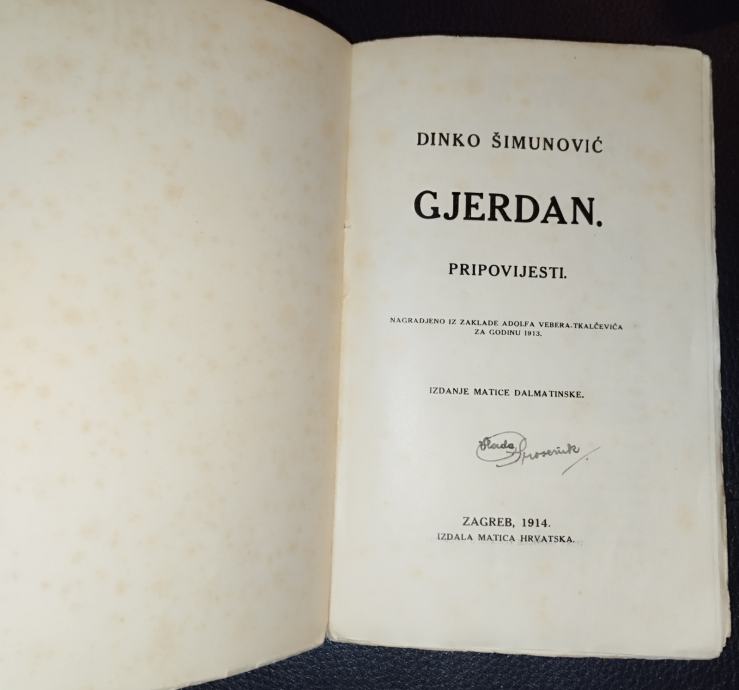 DINKO ŠIMUNOVIĆ
GJERDAN.
PRIPOVIJESTI.
NAGRADJENO IZ ZAKLADE ADOLFA VEBERA-TKALČEVIĆA
ZA GODINU 1913.
IZDANJE MATICE DALMATINSKE.
ZAGREB, 1914.
IZDALA MATICA HRVATSKA.